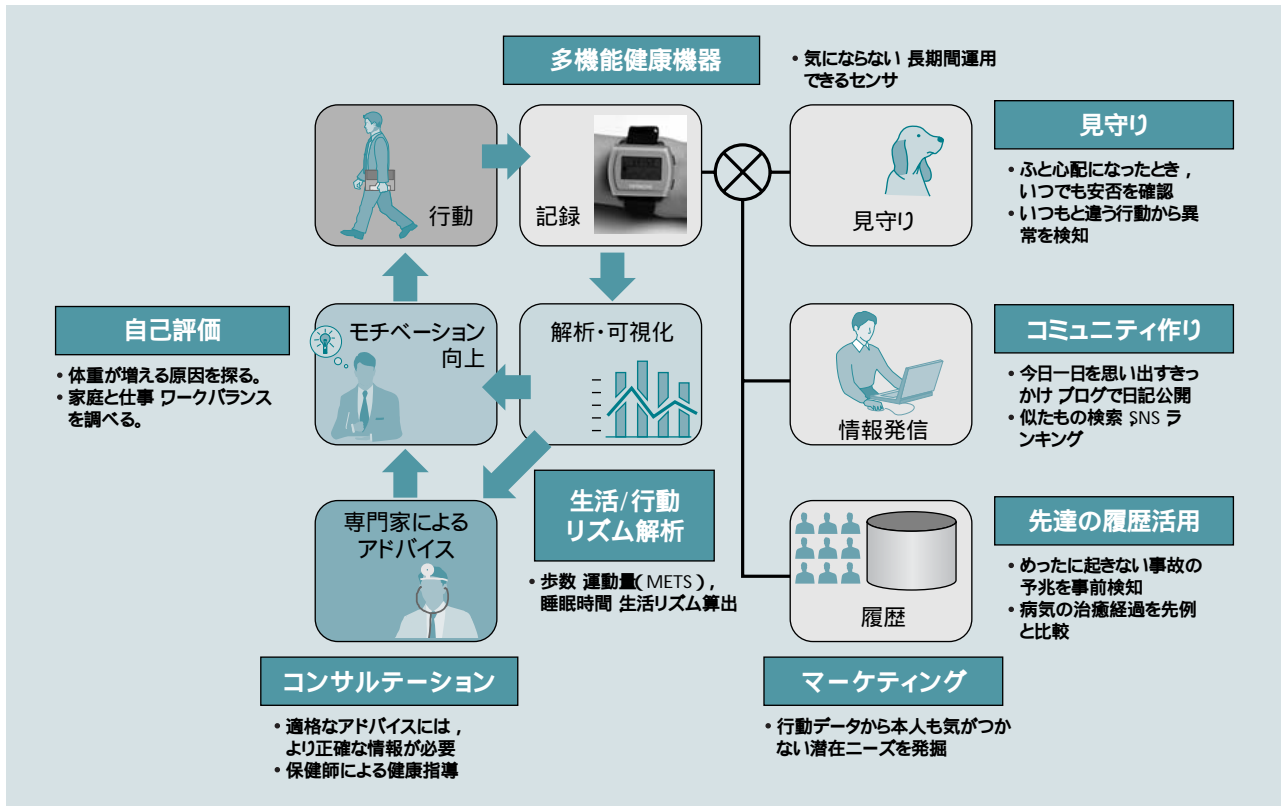 多機能健康機器
・気にならない 長期間運用
できるセンサ
行動
記録
見守り
見守り
・ふと心配になったとき，
いつでも安否を確認
・いつもと違う行動から異
常を検知
自己評価
・体重が増える原因を探る。
・家庭と仕事 ワークバランス
を調べる。
モチベーション
向上
解析・可視化
情報発信
コミュニティ作り
・今日一日を思い出すきっ
かけ ブログで日記公開
・似たもの検索 SNS ラ
ンキング
専門家による
アドバイス
生活/行動
リズム解析
・歩数 運動量(METS)，
睡眠時間 生活リズム算出
履歴
先達の履歴活用
・めったに起きない事故の
予兆を事前検知
・病気の治癒経過を先例
と比較
コンサルテーション
・適格なアドバイスには，
より正確な情報が必要
・保健師による健康指導
マーケティング
・行動データから本人も気がつか
ない潜在ニーズを発掘